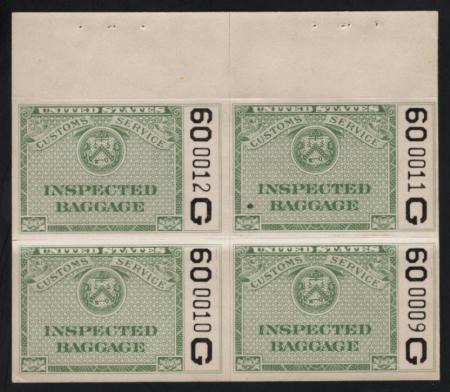 UNITED STATES
CUSTOMS SERVICE
INSPECTED
BAGGAGE
60 0012 G
UNITED STATES
CUSTOMS SERVICE
INSPECTED
BAGGAGE
60 0011 G
UNITED STATES
CUSTOMS SERVICE
INSPECTED
BAGGAGE
60 0010 G
UNITED STATES
CUSTOMS SERVICE
INSPECTED
BAGGAGE
60 0009 G